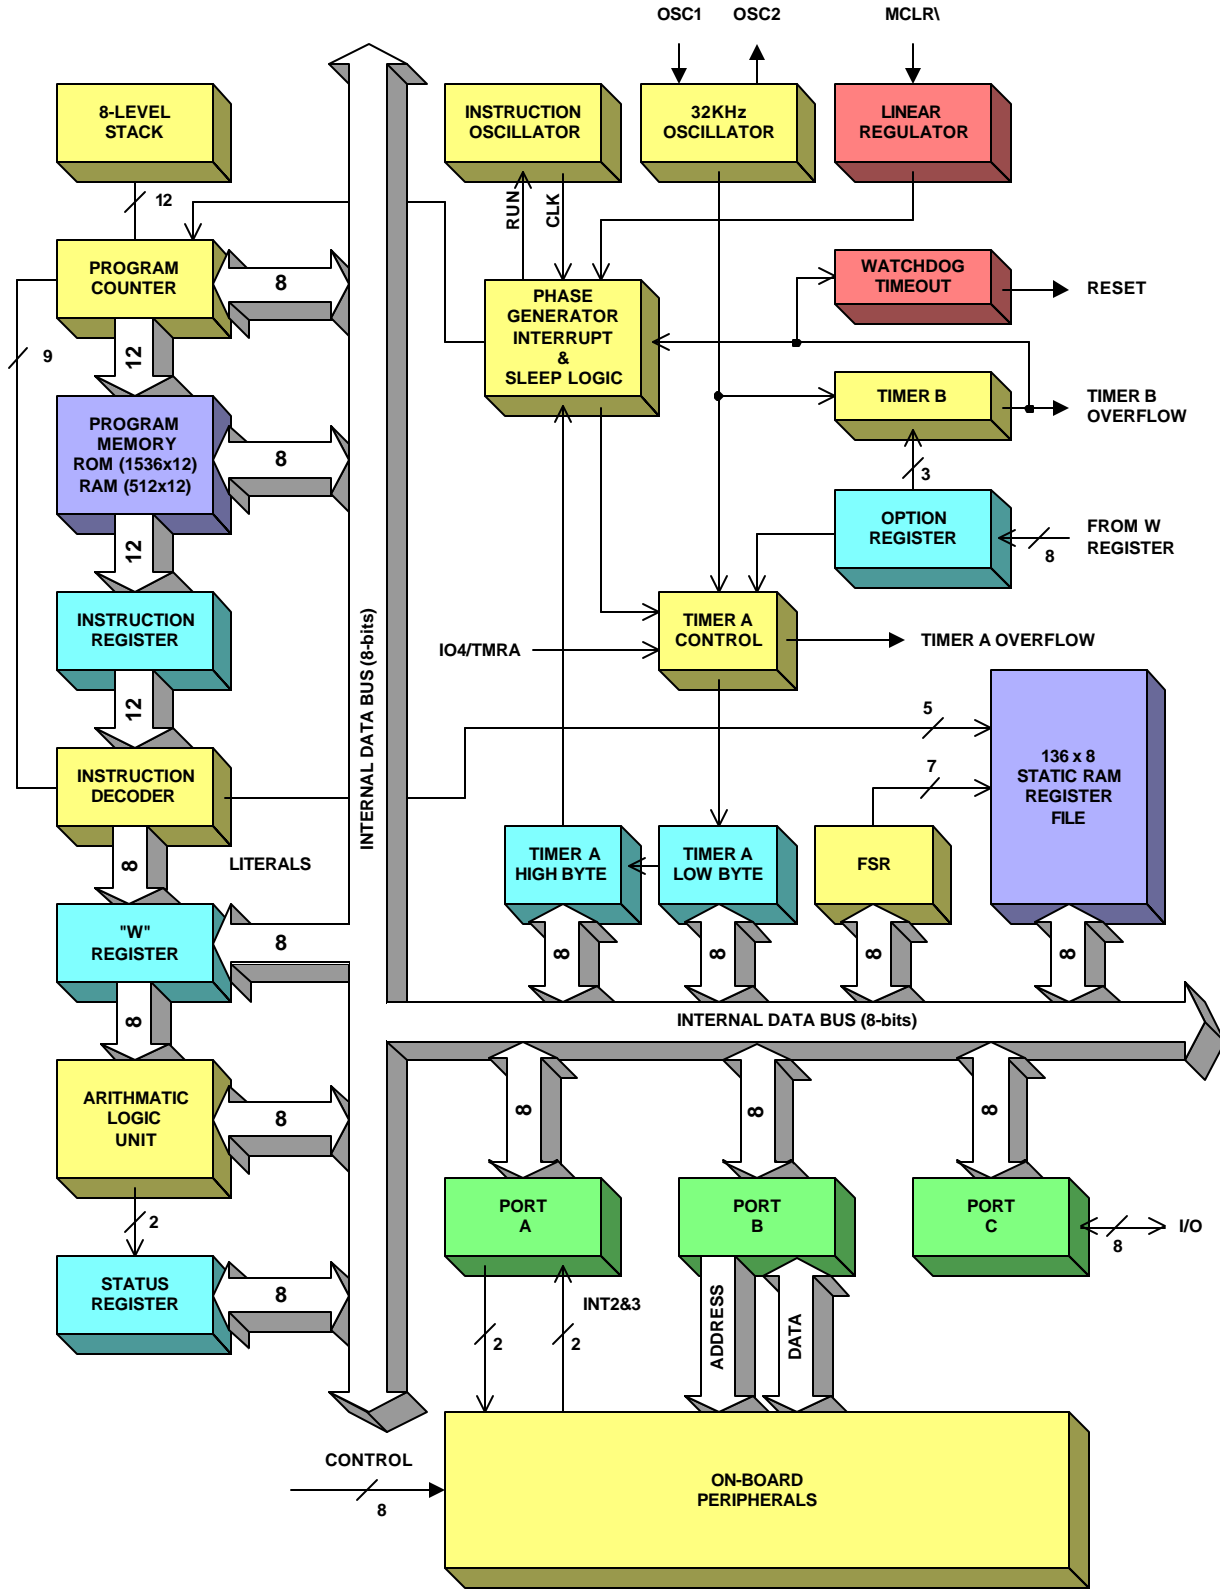 OSC1
OSC2
MCLR\
8-LEVEL
STACK
INSTRUCTION
OSCILLATOR
32KHz
OSCILLATOR
LINEAR
REGULATOR
12
RUN
CLK
PROGRAM
COUNTER
8
PHASE
GENERATOR
INTERRUPT
&
SLEEP LOGIC
WATCHDOG
TIMEOUT
RESET
9
12
TIMER B
TIMER B
OVERFLOW
PROGRAM
MEMORY
ROM (1536x12)
RAM (512x12)
8
3
OPTION
REGISTER
FROM W
REGISTER
8
12
INSTRUCTION
REGISTER
INTERNAL DATA BUS (8-bits)
IO4/TMRA
TIMER A
CONTROL
TIMER A OVERFLOW
12
5
INSTRUCTION
DECODER
7
136 x 8
STATIC RAM
REGISTER
FILE
8
LITERALS
TIMER A
HIGH BYTE
TIMER A
LOW BYTE
FSR
"W"
REGISTER
8
8
8
8
8
8
INTERNAL DATA BUS (8-bits)
ARITHMATIC
LOGIC
UNIT
8
8
8
8
2
PORT
A
PORT
B
PORT
C
8
I/O
STATUS
REGISTER
8
INT2&3
2
2
ADDRESS
DATA
CONTROL
8
ON-BOARD
PERIPHERALS